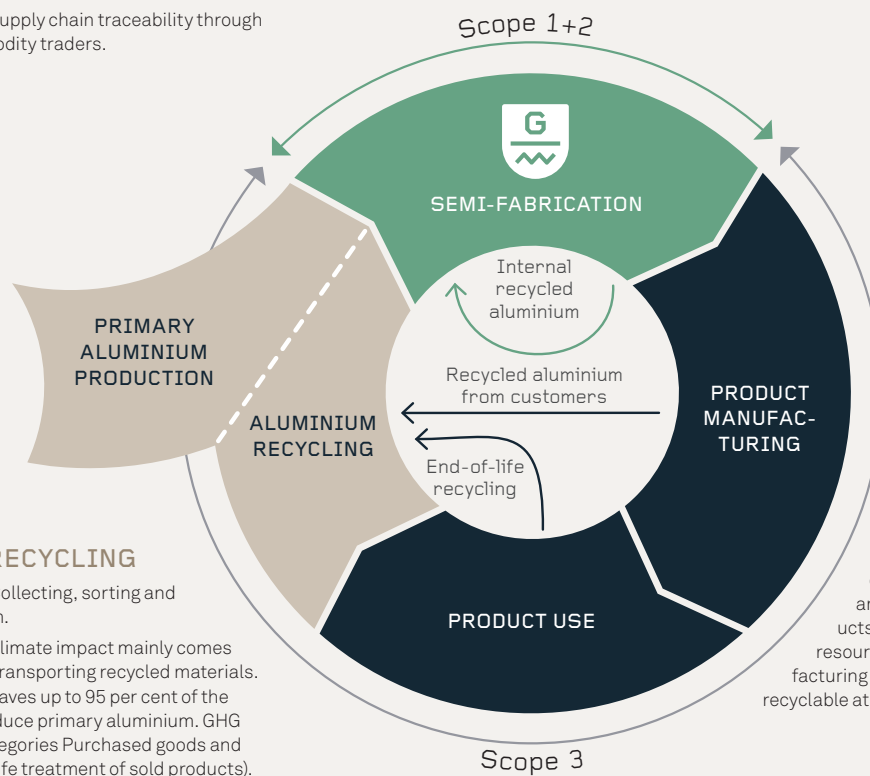 supply chain traceability through
odity traders.
Scope 1+2
G
SEMI-FABRICATION
Internal
recycled
aluminium
PRIMARY
ALUMINIUM
PRODUCTION
Recycled aluminium
from customers
PRODUCT
MANUFAC-
TURING
ALUMINIUM
RECYCLING
End-of-life
recycling
PRODUCT USE
RECYCLING
ollecting, sorting and
n.
limate impact mainly comes
transporting recycled materials.
aves up to 95 per cent of the
duce primary aluminium. GHG
egories Purchased goods and
ife treatment of sold products).
ar
ucts
resour
facturing
recyclable at
Scope 3